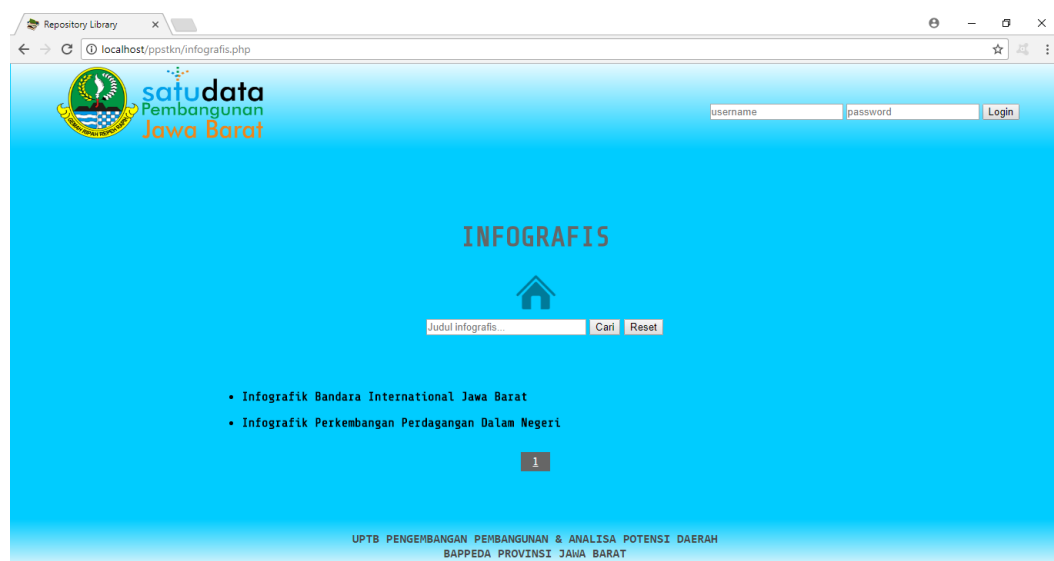 Repository Library
localhost/ppstkn/infografis.php
satudata
Pembangunan
Jawa Barat
username password Login
INFOGRAFIS
Judul infografis... Cari Reset
• Infografik Bandara International Jawa Barat
• Infografik Perkembangan Perdagangan Dalam Negeri
1
UPTB PENGEMBANGAN PEMBANGUNAN & ANALISA POTENSI DAERAH
BAPPEDA PROVINSI JAWA BARAT